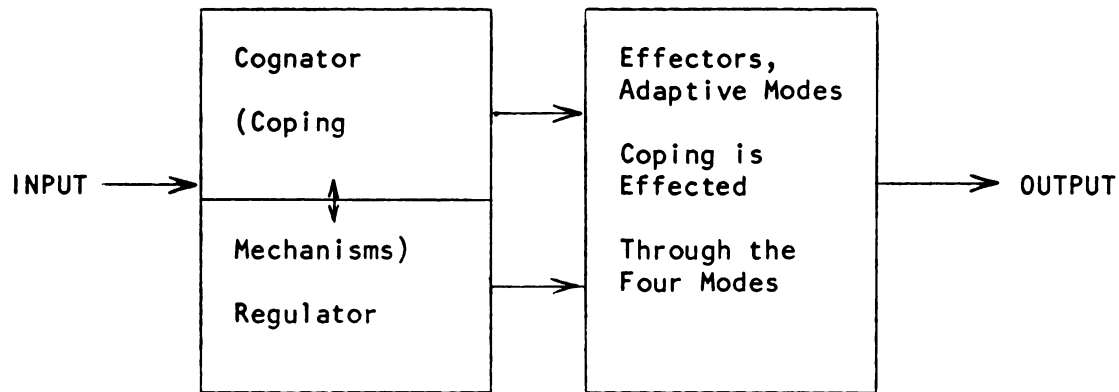 INPUT
Cognator
(Coping
Mechanisms)
Regulator
Effectors,
Adaptive Modes
Coping is
Effected
Through the
Four Modes
OUTPUT